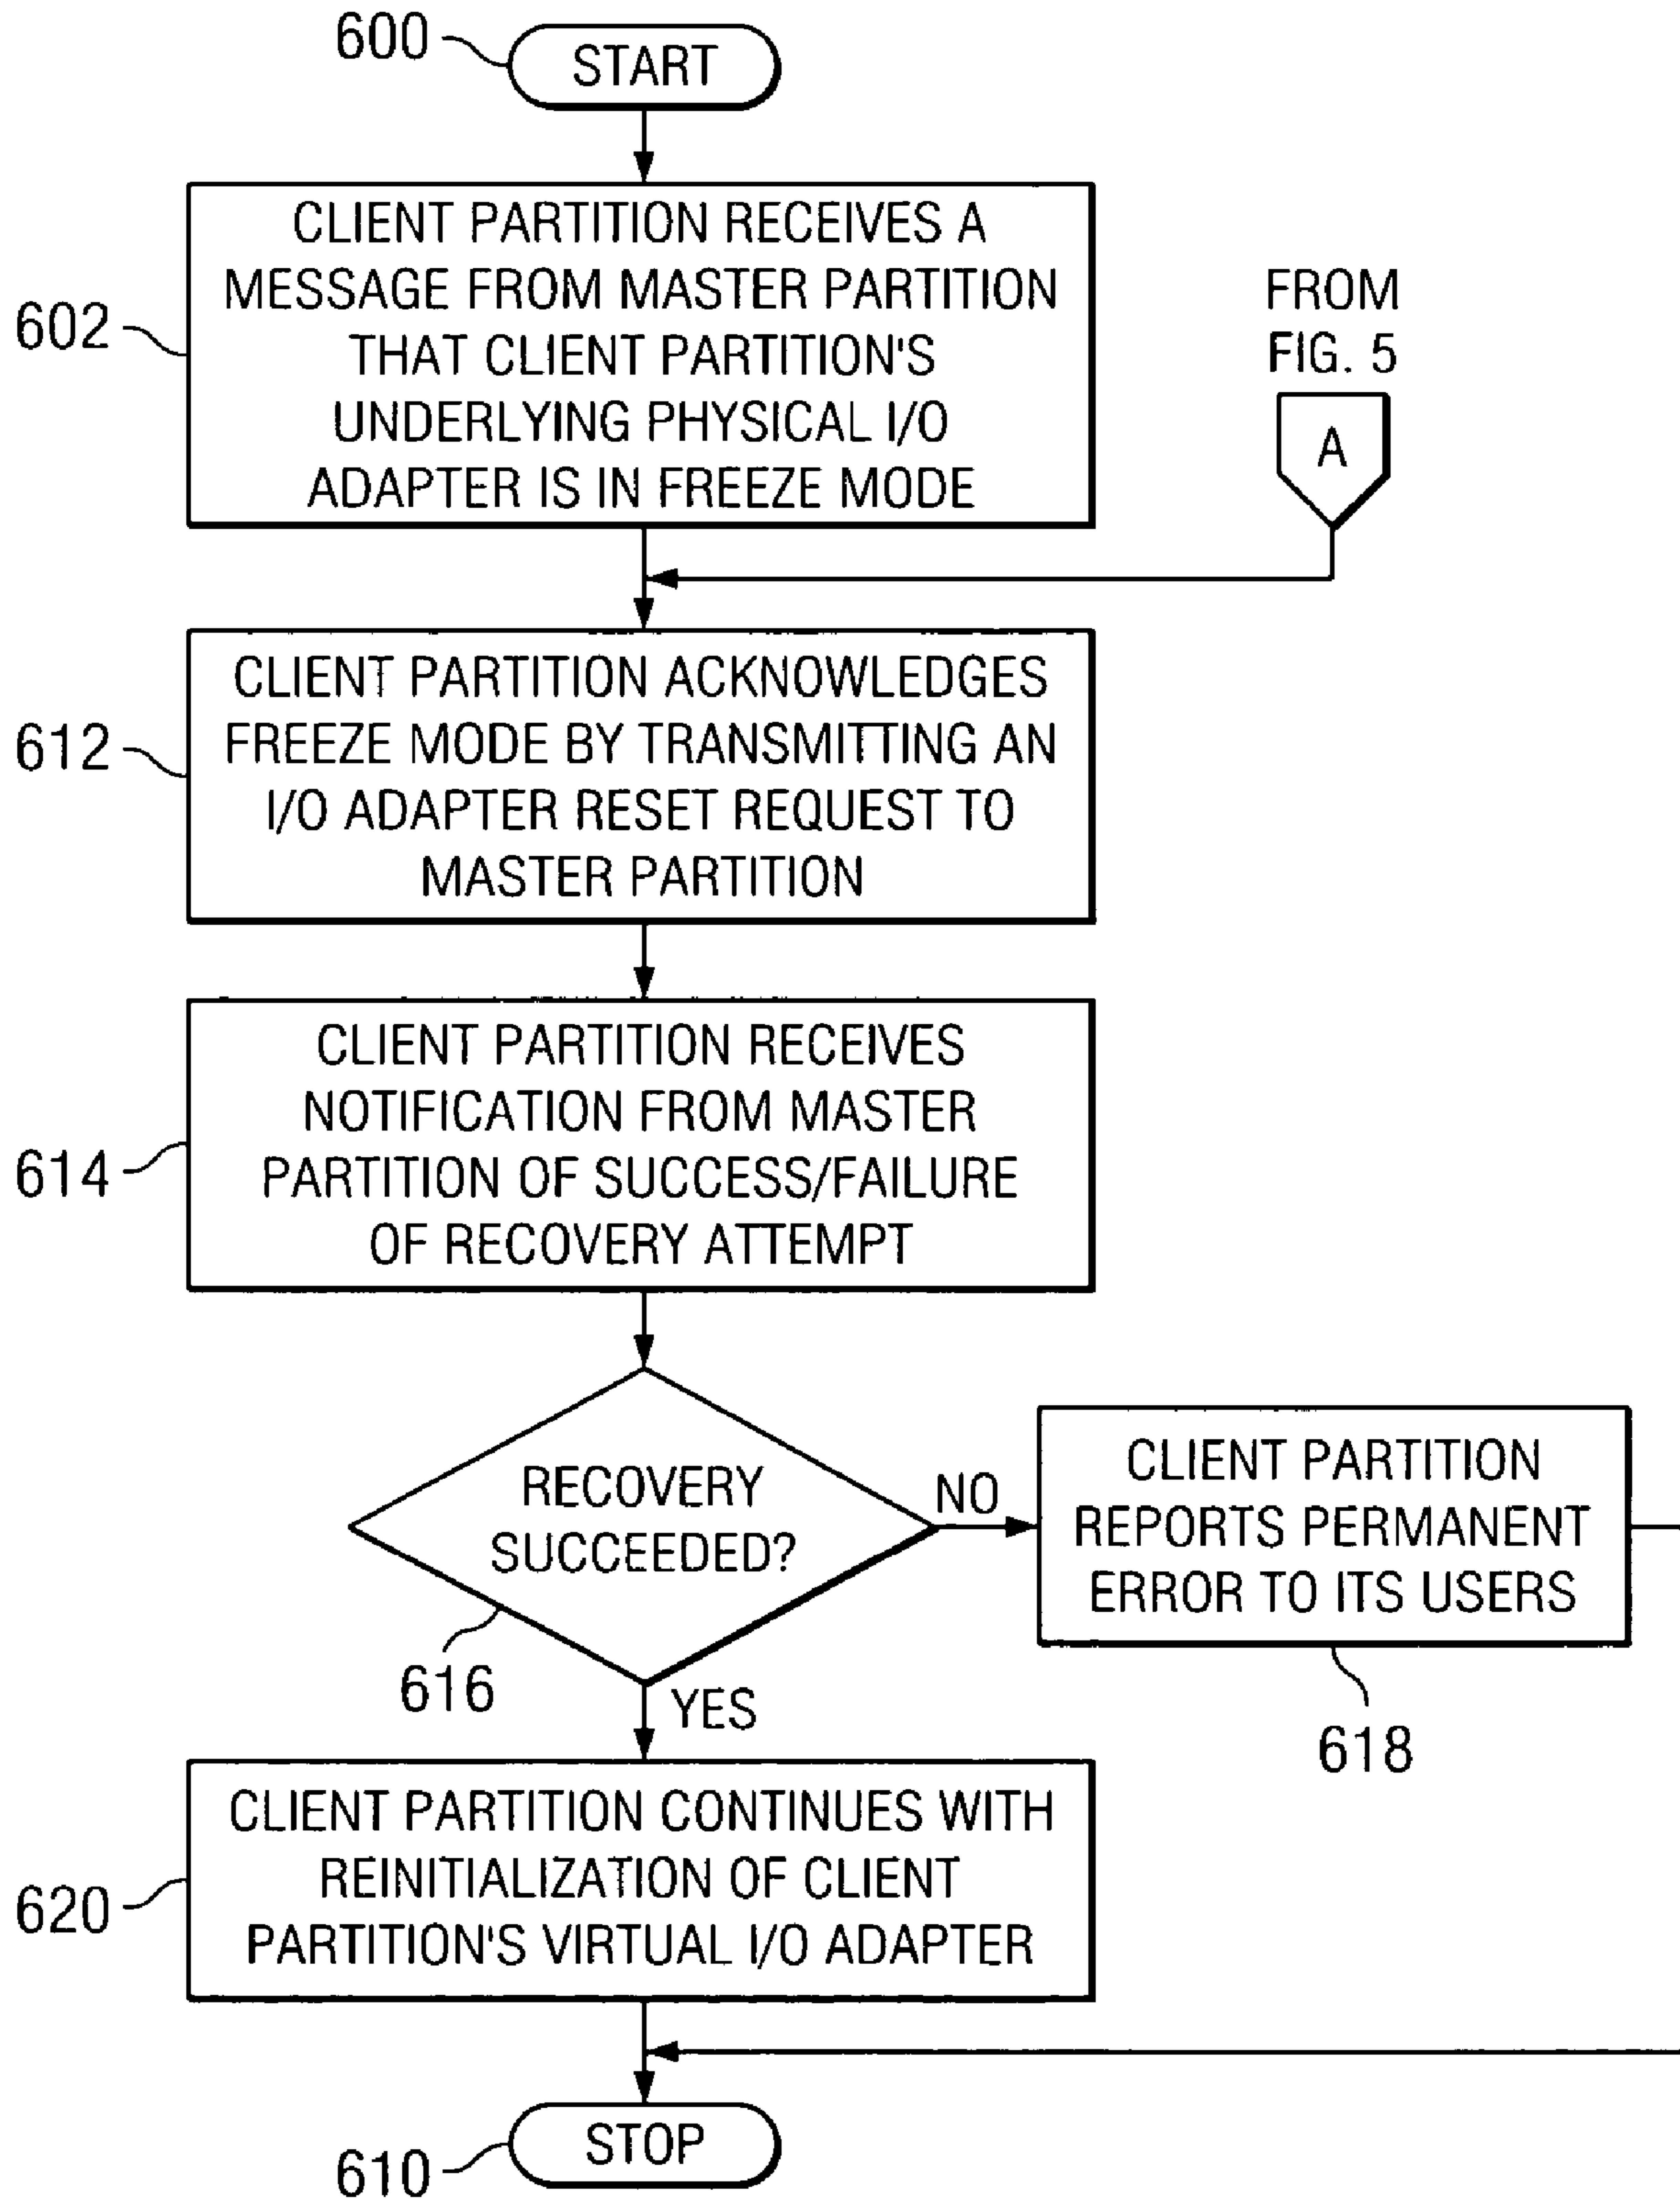 600
START
602
CLIENT PARTITION RECEIVES A
MESSAGE FROM MASTER PARTITION
THAT CLIENT PARTITION'S
UNDERLYING PHYSICAL I/O
ADAPTER IS IN FREEZE MODE
FROM
FIG. 5
A
612
CLIENT PARTITION ACKNOWLEDGES
FREEZE MODE BY TRANSMITTING AN
I/O ADAPTER RESET REQUEST TO
MASTER PARTITION
614
CLIENT PARTITION RECEIVES
NOTIFICATION FROM MASTER
PARTITION OF SUCCESS/FAILURE
OF RECOVERY ATTEMPT
RECOVERY
SUCCEEDED?
616
NO
CLIENT PARTITION
REPORTS PERMANENT
ERROR TO ITS USERS
618
YES
620
CLIENT PARTITION CONTINUES WITH
REINITIALIZATION OF CLIENT
PARTITION'S VIRTUAL I/O ADAPTER
610
STOP